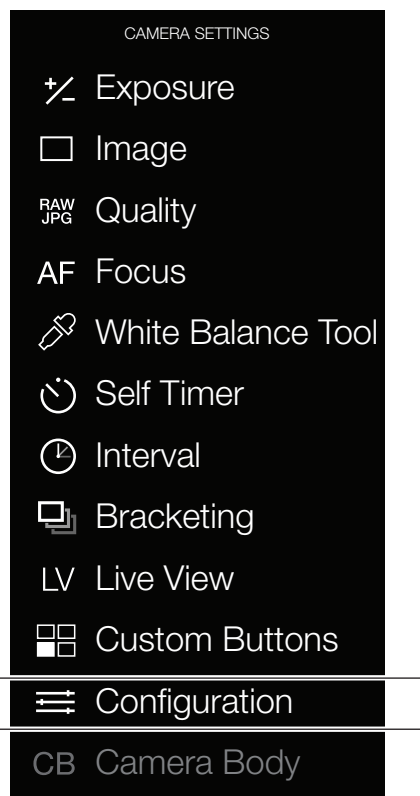 CAMERA SETTINGS
Exposure
Image
RAW
JPG Quality
AF Focus
White Balance Tool
Self Timer
Interval
Bracketing
LV Live View
Custom Buttons
Configuration
CB Camera Body